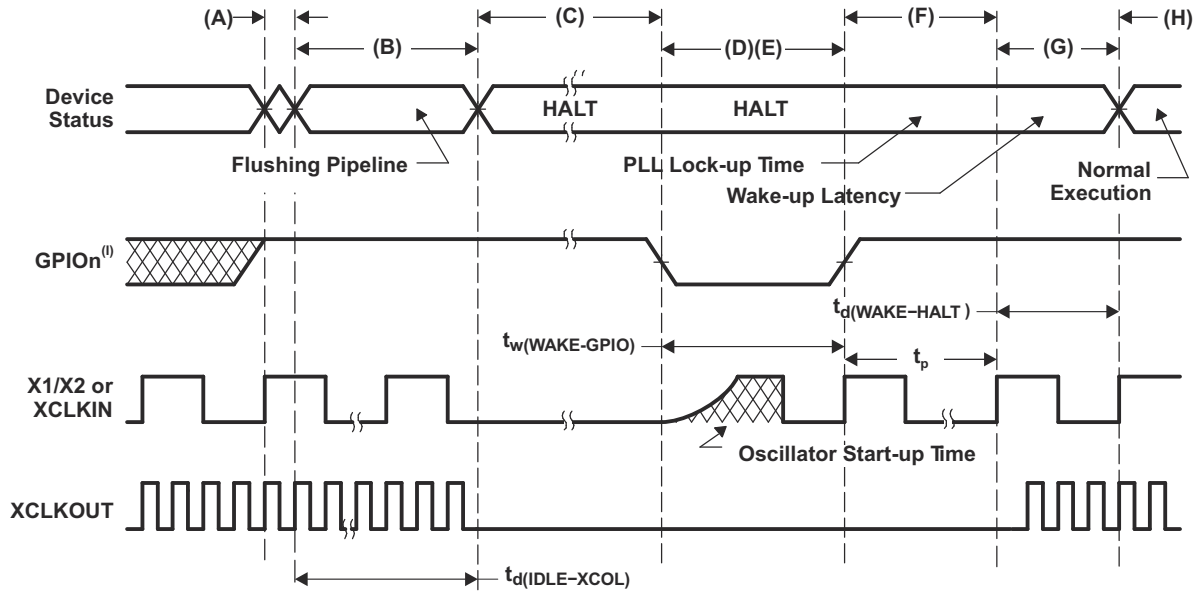 (A)
(C)
(F)
(H)
(B)
(D)(E)
(G)
Device
Status
HALT
HALT
Flushing Pipeline
PLL Lock-up Time
Wake-up Latency
Normal
Execution
GPIOn(I)
td(WAKE−HALT )
tw(WAKE-GPIO)
tp
X1/X2 or
XCLKIN
Oscillator Start-up Time
XCLKOUT
td(IDLE−XCOL)